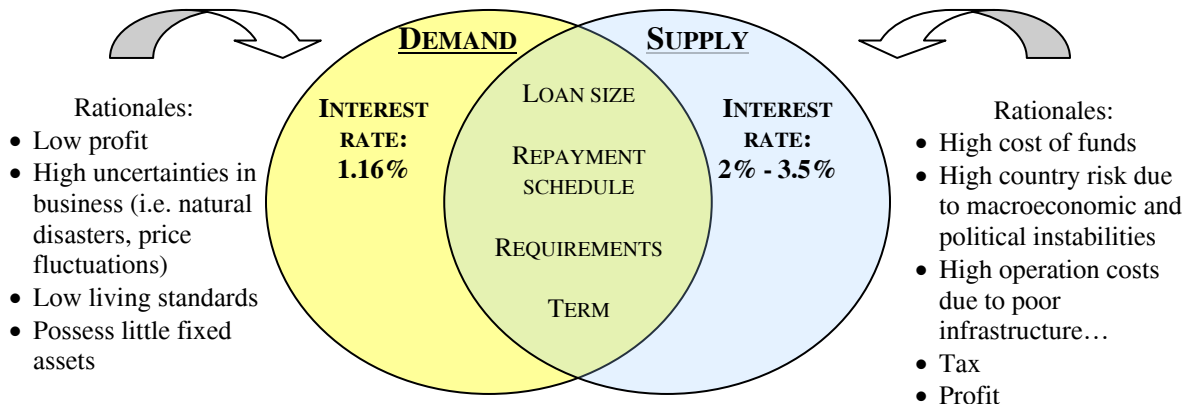 DEMAND
SUPPLY
Rationales:
• Low profit
• High uncertainties in
business (i.e. natural
disasters, price
fluctuations)
• Low living standards
• Possess little fixed
assets
INTEREST
RATE:
1.16%
LOAN SIZE
REPAYMENT
SCHEDULE
REQUIREMENTS
TERM
INTEREST
RATE:
2% - 3.5%
Rationales:
• High cost of funds
• High country risk due
to macroeconomic and
political instabilities
• High operation costs
due to poor
infrastructure…
• Tax
• Profit